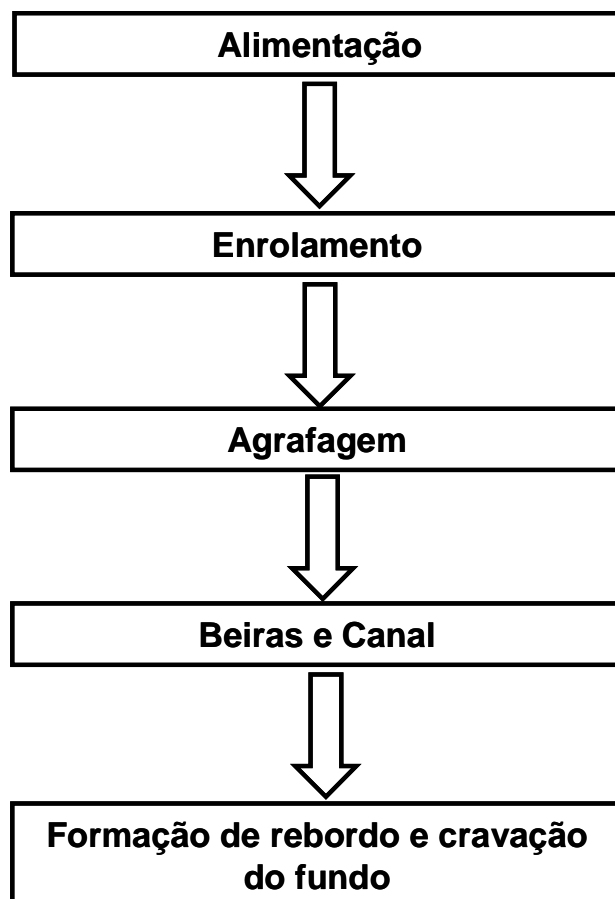 Alimentação
Enrolamento
Agrafagem
Beiras e Canal
Formação de rebordo e cravação
do fundo